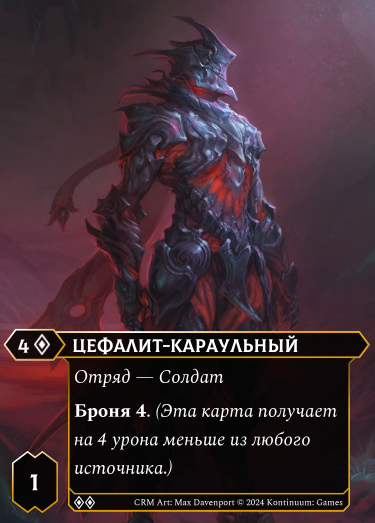 4 ЦЕФАЛИТ-КАРАУЛЬНЫЙ
Отряд — Солдат
Броня 4. (Эта карта получает
на 4 урона меньше из любого
источника.)
1
CRM Art: Max Davenport © 2024 Kontinuum: Games